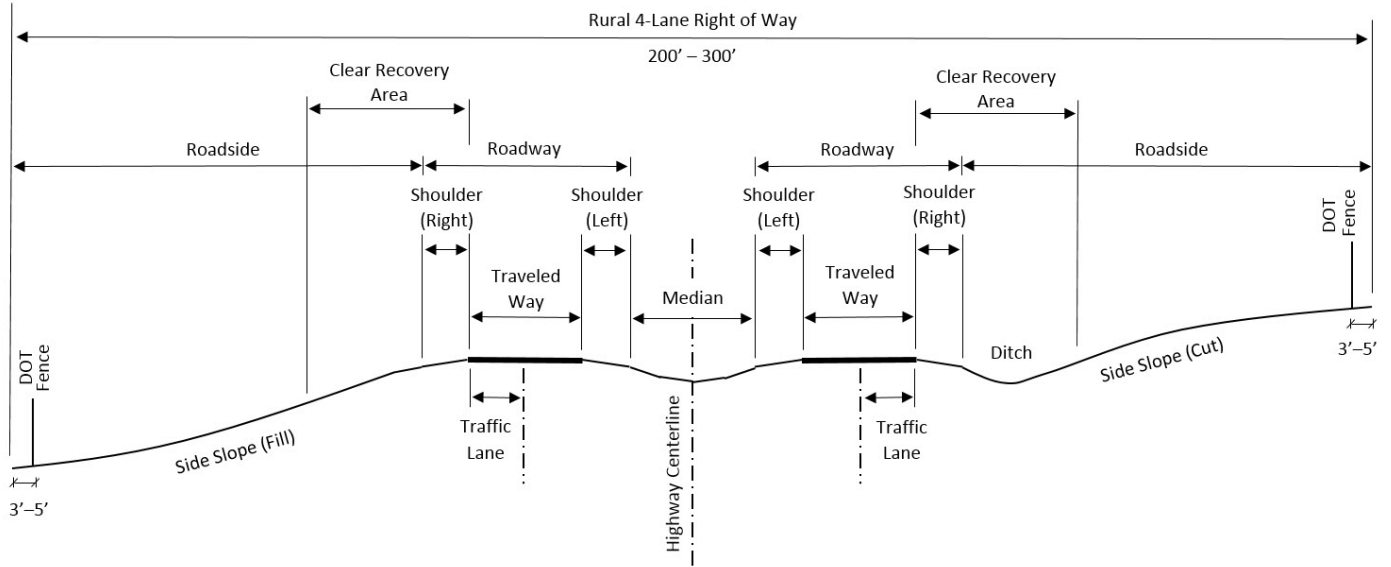 Rural 4-Lane Right of Way
200’ – 300’
Clear Recovery
Area
Clear Recovery
Area
Roadside
Roadway
Roadway
Roadside
Shoulder
(Right)
Shoulder
(Left)
Shoulder
(Left)
Shoulder
(Right)
DOT
Fence
Traveled
Way
Median
Traveled
Way
Ditch
Side Slope (Cut)
3’–5’
DOT
Fence
Side Slope (Fill)
Traffic
Lane
Highway Centerline
Traffic
Lane
3’–5’